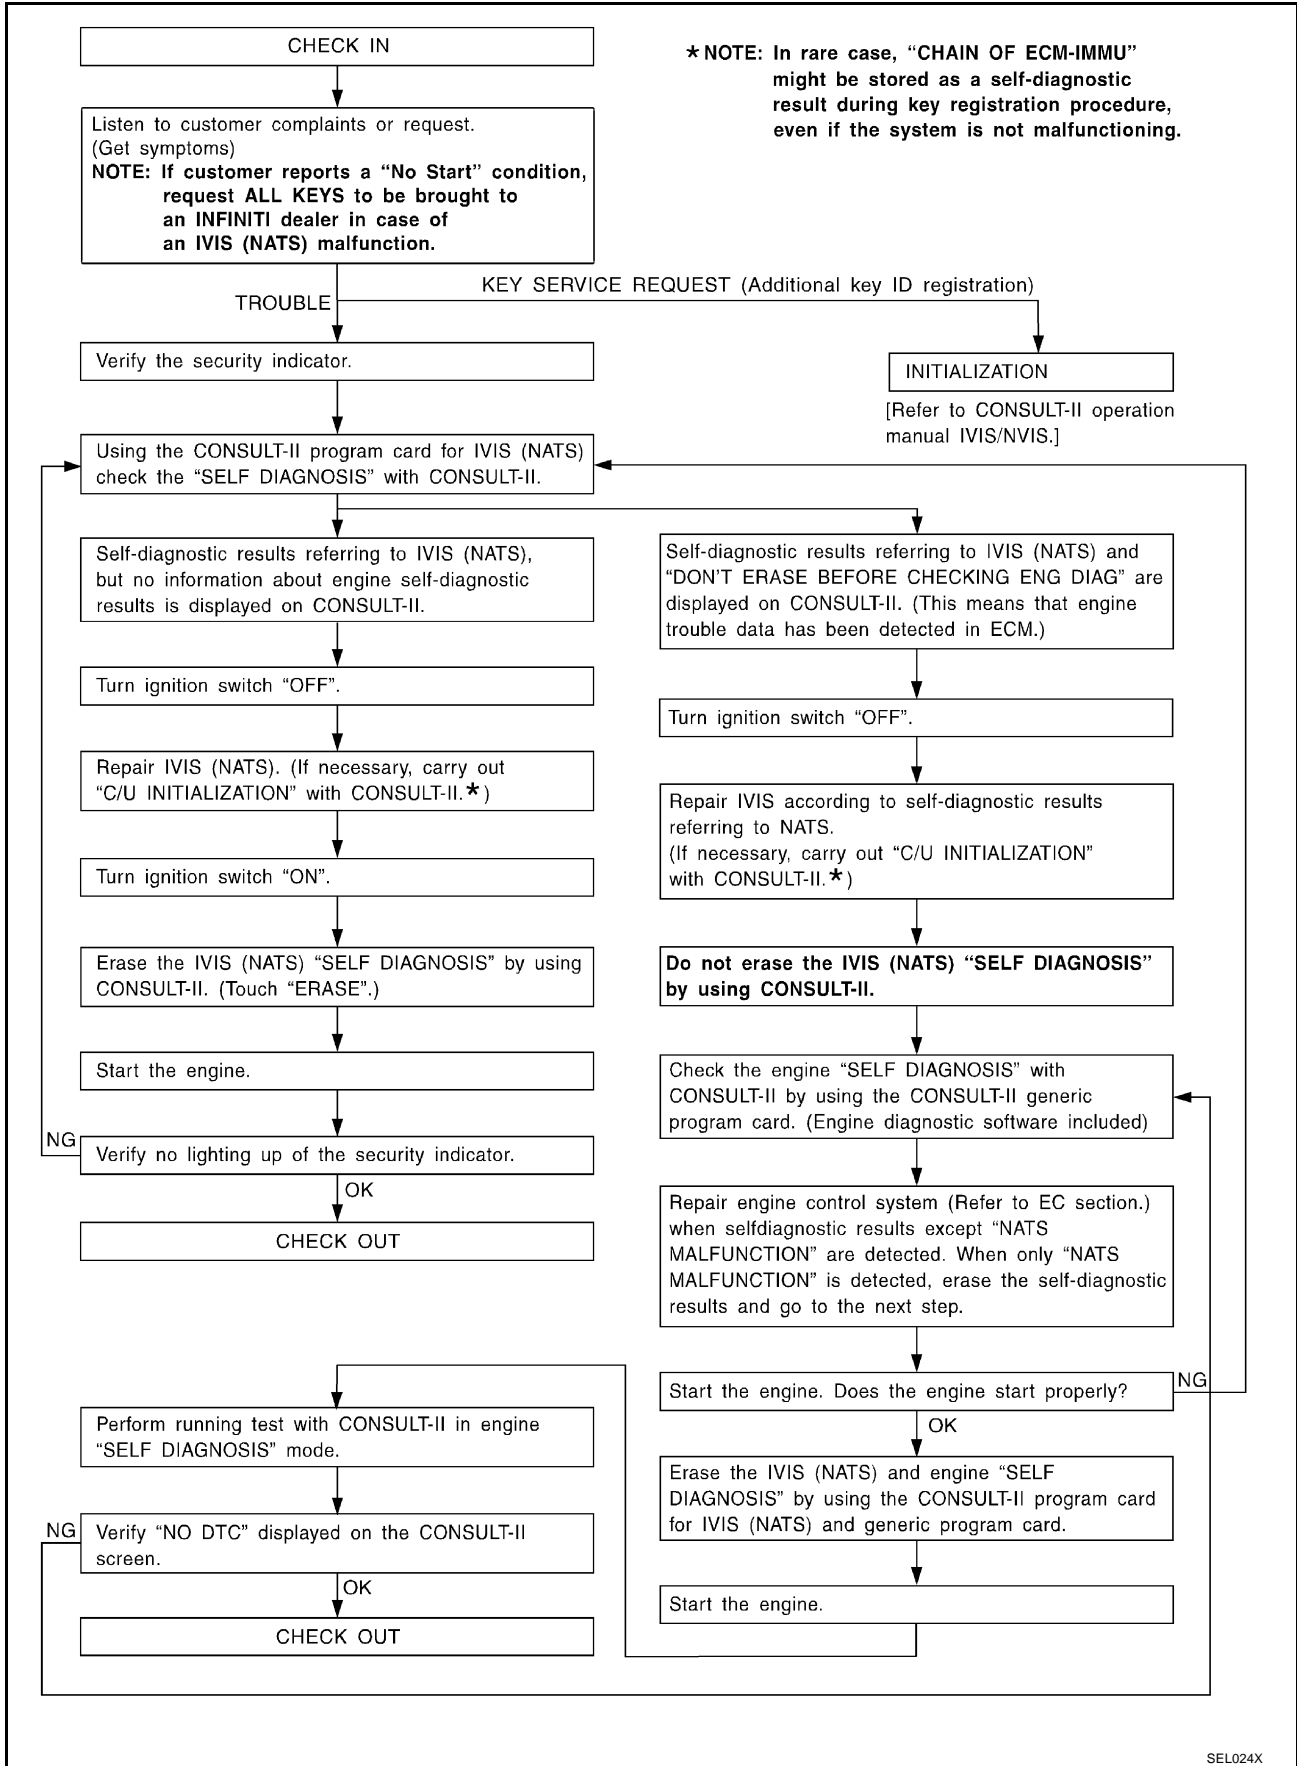 CHECK IN
★ NOTE: In rare case, “CHAIN OF ECM-IMMU”
might be stored as a self-diagnostic
result during key registration procedure,
even if the system is not malfunctioning.
Listen to customer complaints or request.
(Get symptoms)
NOTE: If customer reports a “No Start” condition,
request ALL KEYS to be brought to
an INFINITI dealer in case of
an IVIS (NATS) malfunction.
TROUBLE
KEY SERVICE REQUEST (Additional key ID registration)
Verify the security indicator.
INITIALIZATION
[Refer to CONSULT-II operation
manual IVIS/NVIS.]
Using the CONSULT-II program card for IVIS (NATS)
check the “SELF DIAGNOSIS” with CONSULT-II.
Self-diagnostic results referring to IVIS (NATS),
but no information about engine self-diagnostic
results is displayed on CONSULT-II.
Turn ignition switch “OFF”.
Repair IVIS (NATS). (If necessary, carry out
“C/U INITIALIZATION” with CONSULT-II.★)
Turn ignition switch “ON”.
Erase the IVIS (NATS) “SELF DIAGNOSIS” by using
CONSULT-II. (Touch “ERASE”.)
Start the engine.
NG
Verify no lighting up of the security indicator.
OK
CHECK OUT
Self-diagnostic results referring to IVIS (NATS) and
“DON’T ERASE BEFORE CHECKING ENG DIAG” are
displayed on CONSULT-II. (This means that engine
trouble data has been detected in ECM.)
Turn ignition switch “OFF”.
Repair IVIS according to self-diagnostic results
referring to NATS.
(If necessary, carry out “C/U INITIALIZATION”
with CONSULT-II.★)
Do not erase the IVIS (NATS) “SELF DIAGNOSIS”
by using CONSULT-II.
Check the engine “SELF DIAGNOSIS” with
CONSULT-II by using the CONSULT-II generic
program card. (Engine diagnostic software included)
Repair engine control system (Refer to EC section.)
when selfdiagnostic results except “NATS
MALFUNCTION” are detected. When only “NATS
MALFUNCTION” is detected, erase the self-diagnostic
results and go to the next step.
Start the engine. Does the engine start properly?
NG
OK
Erase the IVIS (NATS) and engine “SELF
DIAGNOSIS” by using the CONSULT-II program card
for IVIS (NATS) and generic program card.
Start the engine.
Perform running test with CONSULT-II in engine
“SELF DIAGNOSIS” mode.
NG
Verify “NO DTC” displayed on the CONSULT-II
screen.
OK
CHECK OUT
SEL024X